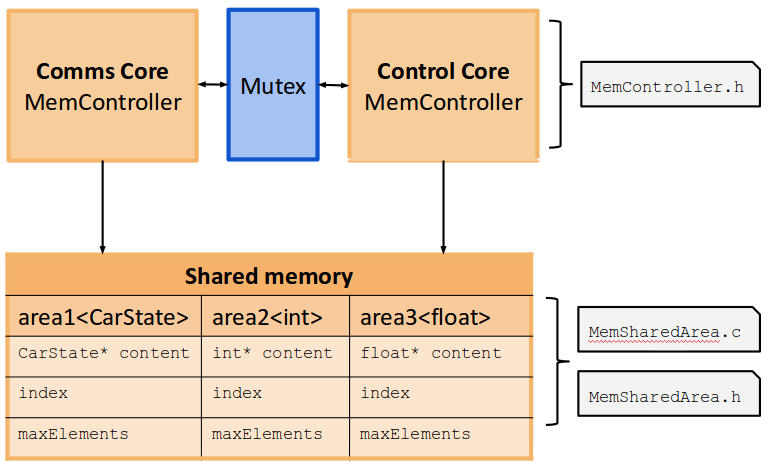 Comms Core
MemController
Mutex
Control Core
MemController
MemController.h
Shared memory
area1<CarState> area2<int> area3<float>
CarState* content int* content float* content
index index index
maxElements maxElements maxElements
MemSharedArea.c
MemSharedArea.h